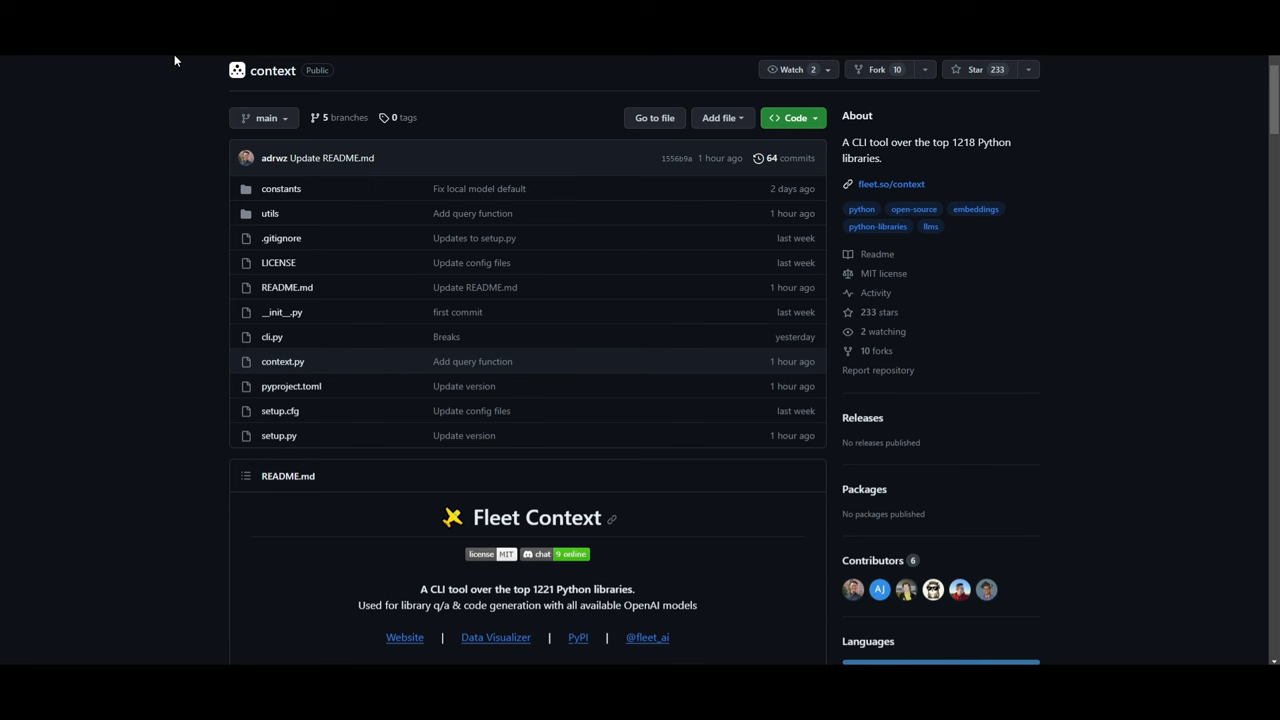 context Public
Watch 2 Fork 10 Star 233
main 5 branches 0 tags Go to file Add file Code
adrwz Update README.md 1556b9a 1 hour ago 64 commits
constants Fix local model default 2 days ago
utils Add query function 1 hour ago
.gitignore Updates to setup.py last week
LICENSE Update config files last week
README.md Update README.md 1 hour ago
__init__.py first commit last week
cli.py Breaks yesterday
context.py Add query function 1 hour ago
pyproject.toml Update version 1 hour ago
setup.cfg Update config files last week
setup.py Update version 1 hour ago
README.md
Fleet Context
license MIT chat 9 online
A CLI tool over the top 1221 Python libraries.
Used for library q/a & code generation with all available OpenAI models
Website | Data Visualizer | PyPI | @fleet_ai
About
A CLI tool over the top 1218 Python
libraries.
fleet.so/context
python open-source embeddings
python-libraries llms
Readme
MIT license
Activity
233 stars
2 watching
10 forks
Report repository
Releases
No releases published
Packages
No packages published
Contributors 6
AJ
Languages